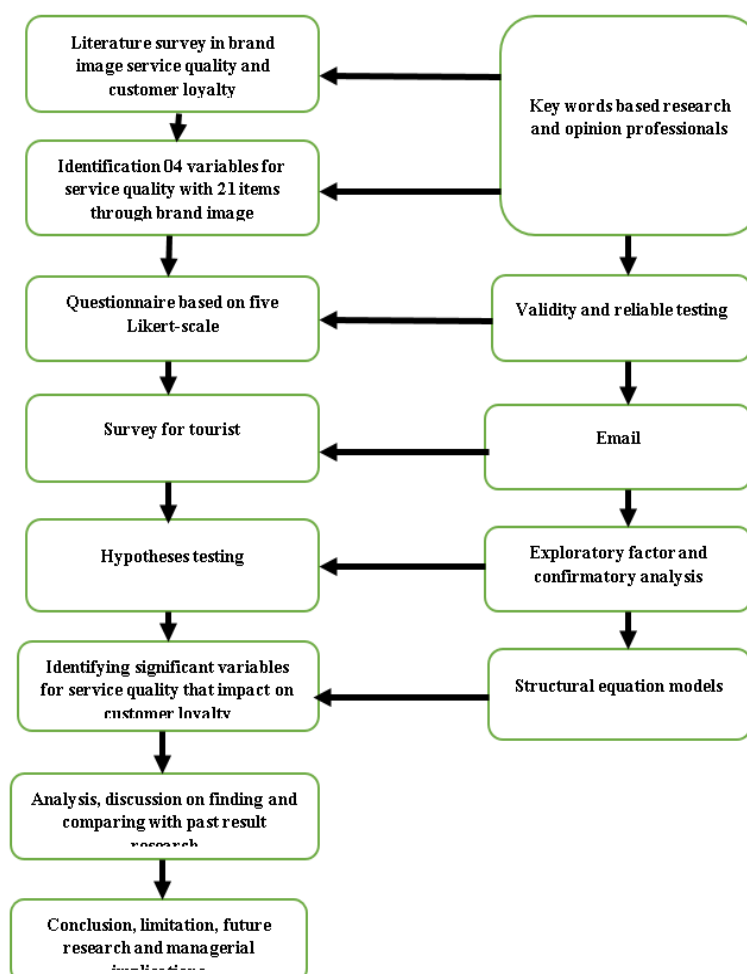 Literature survey in brand
image service quality and
customer loyalty
Key words based research
and opinion professionals
Identification 04 variables for
service quality with 21 items
through brand image
Questionnaire based on five
Likert-scale
Validity and reliable testing
Survey for tourist
Email
Hypotheses testing
Exploratory factor and
confirmatory analysis
Identifying significant variables
for service quality that impact on
customer loyalty
Structural equation models
Analysis, discussion on finding and
comparing with past result
research
Conclusion, limitation, future
research and managerial
implications